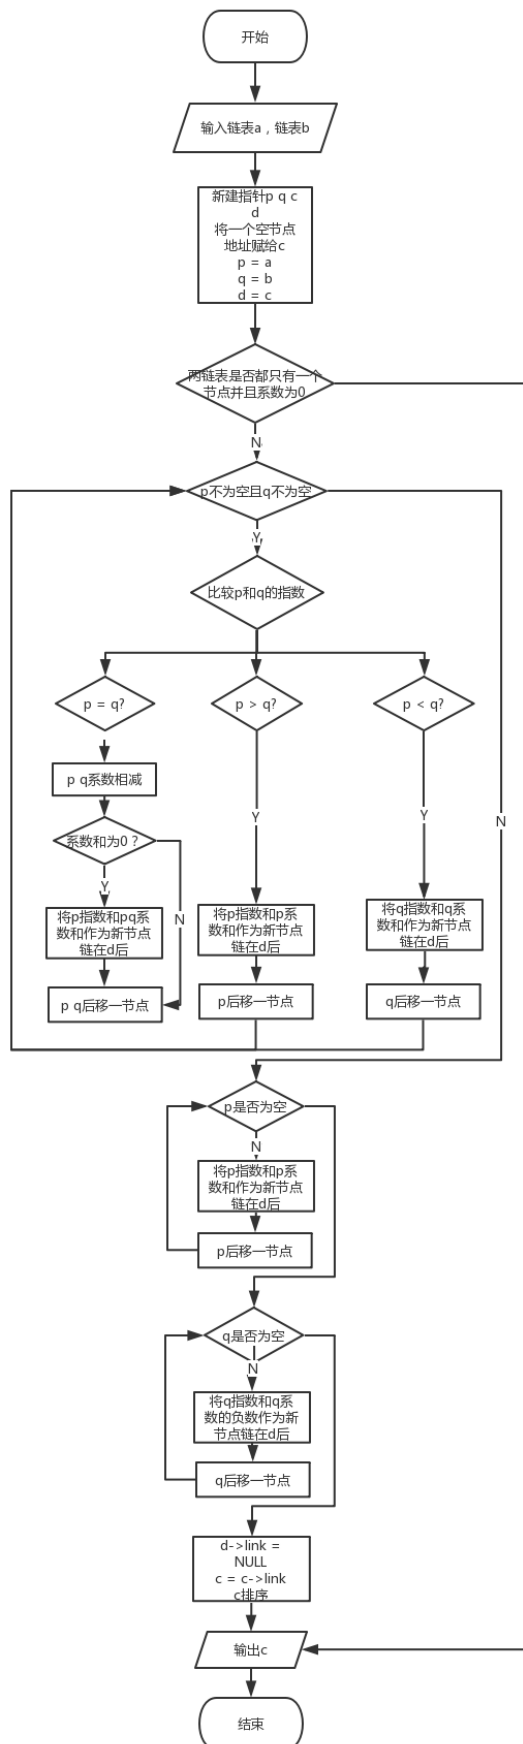 开始
输入链表a，链表b
新建指针p q c
d
将一个空节点
地址赋给c
p = a
q = b
d = c
两链表是否都只有一个
节点并且系数为0
N
p不为空且q不为空
Y
比较p和q的指数
p = q?
p > q?
p < q?
p q系数相减
系数和为0？
Y
Y
Y
N
N
将p指数和pq系
数和作为新节点
链在d后
将p指数和p系
数和作为新节点
链在d后
将q指数和q系
数和作为新节点
链在d后
p q后移一节点
p后移一节点
q后移一节点
p是否为空
N
将p指数和p系
数和作为新节点
链在d后
p后移一节点
q是否为空
N
将q指数和q系
数的负数作为新
节点链在d后
q后移一节点
d->link =
NULL
c = c->link
c排序
输出c
结束